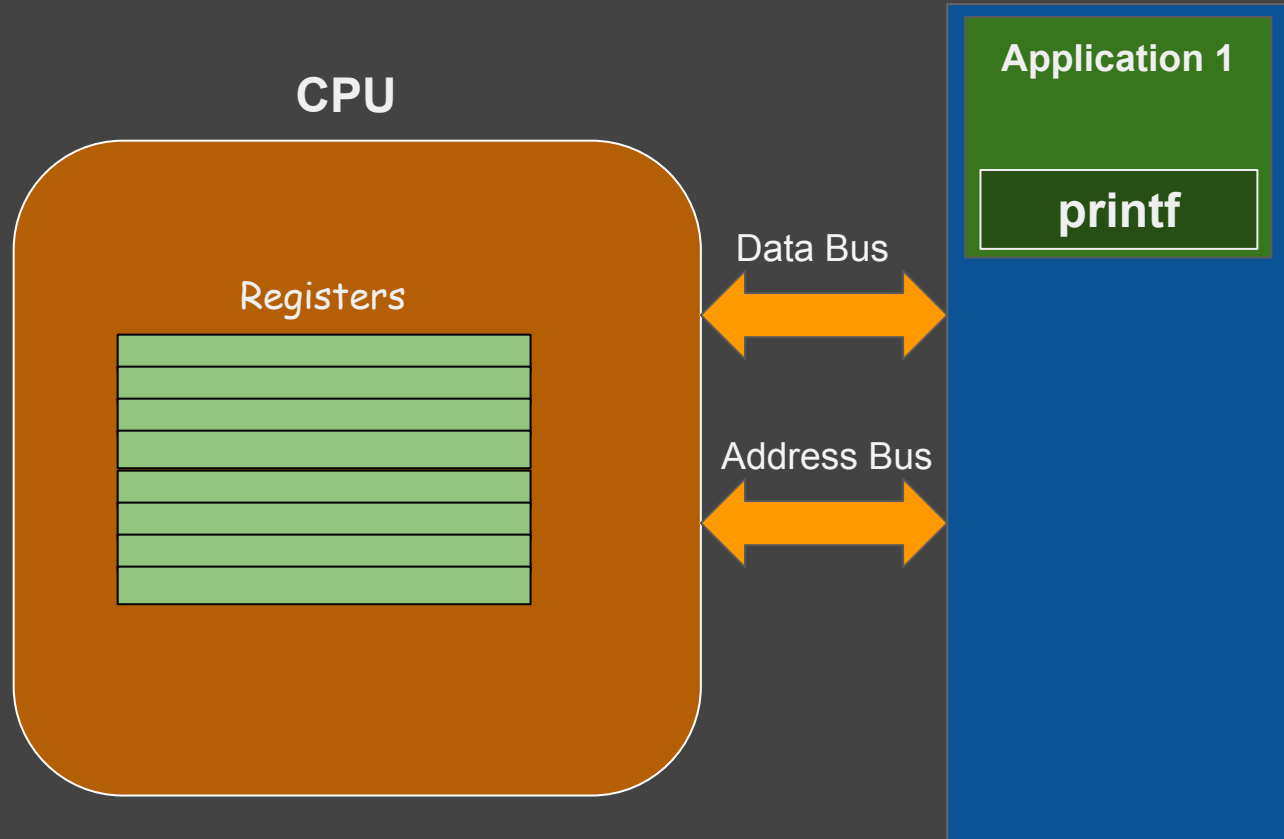 CPU
Registers
Data Bus
Address Bus
Application 1
printf